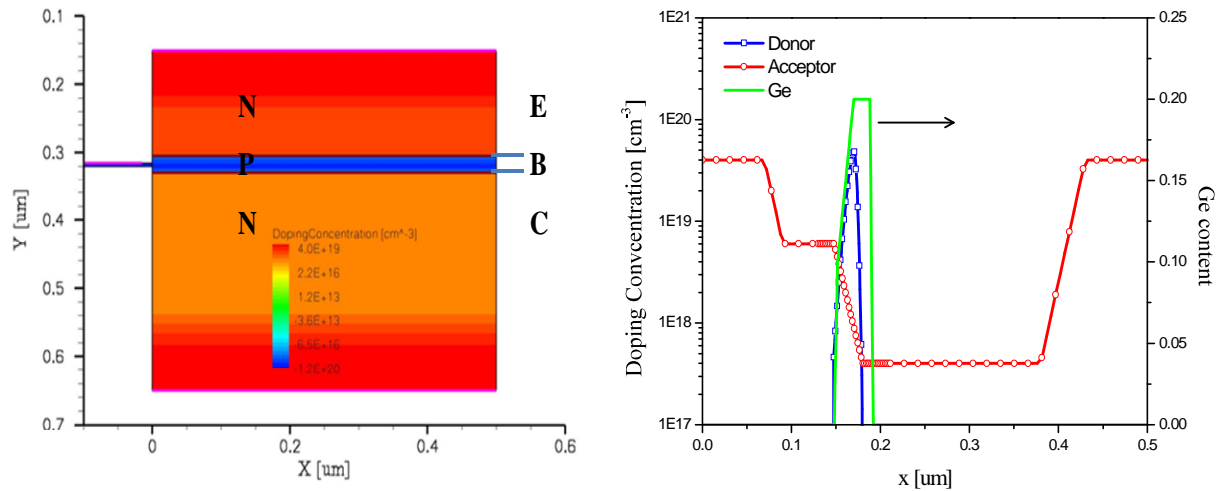 0.1
0.2
0.3
0.4
0.5
0.6
0.7
Y [um]
N
E
P
B
N
C
DopingConcentration [cm^-3]
4.0E+19
2.2E+16
1.2E+13
-3.6E+13
-6.5E+16
-1.2E+20
0
0.2
0.4
0.6
X [um]
1E21
1E20
1E19
1E18
1E17
Doping Convcentration [cm-3]
Donor
Acceptor
Ge
0.25
0.20
0.15
0.10
0.05
0.00
Ge content
0.0
0.1
0.2
0.3
0.4
0.5
x [um]